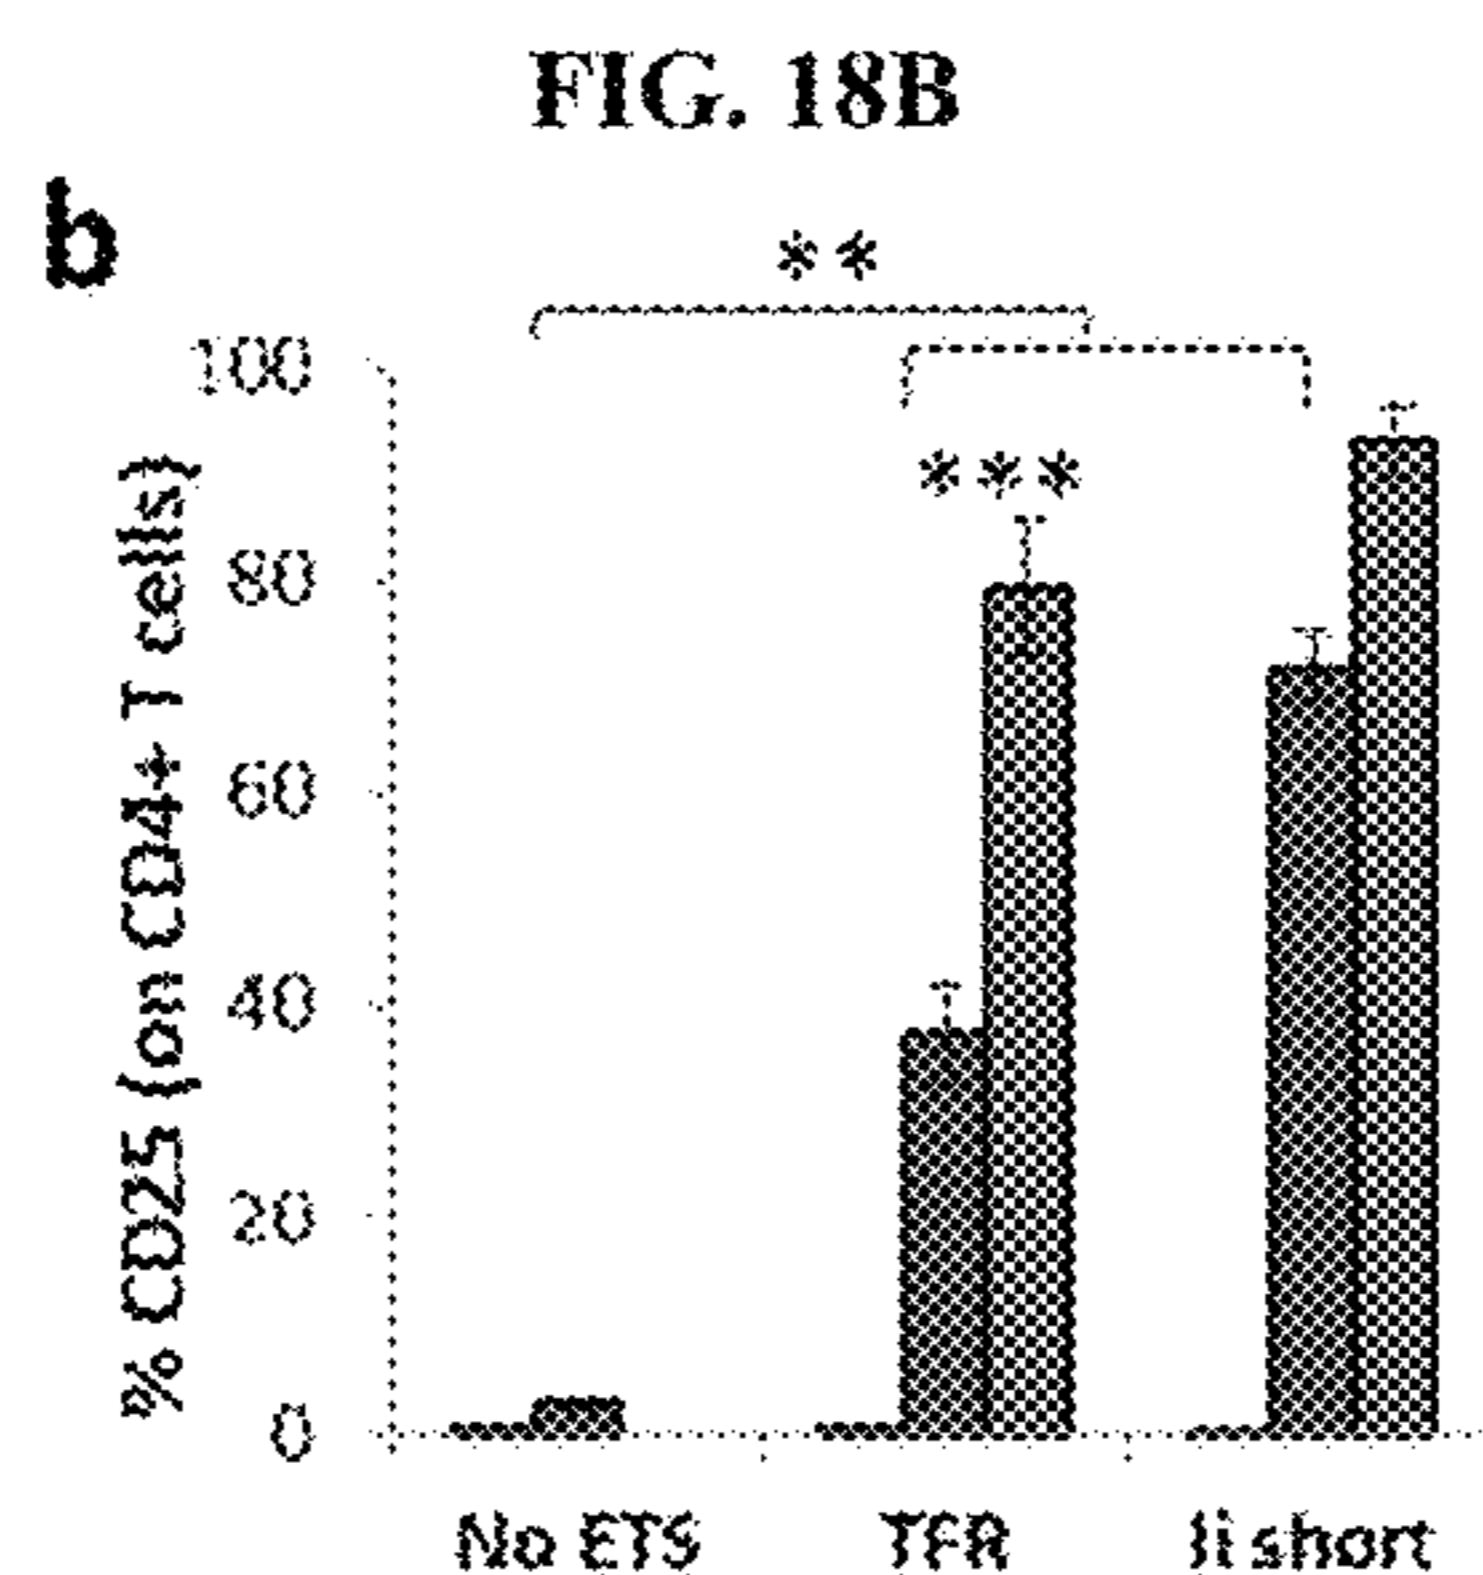 FIG. 18B
b
**
***
100
80
60
40
20
0
% CD25 (on CD4+ T cells)
No ETS
TFR
Ii short